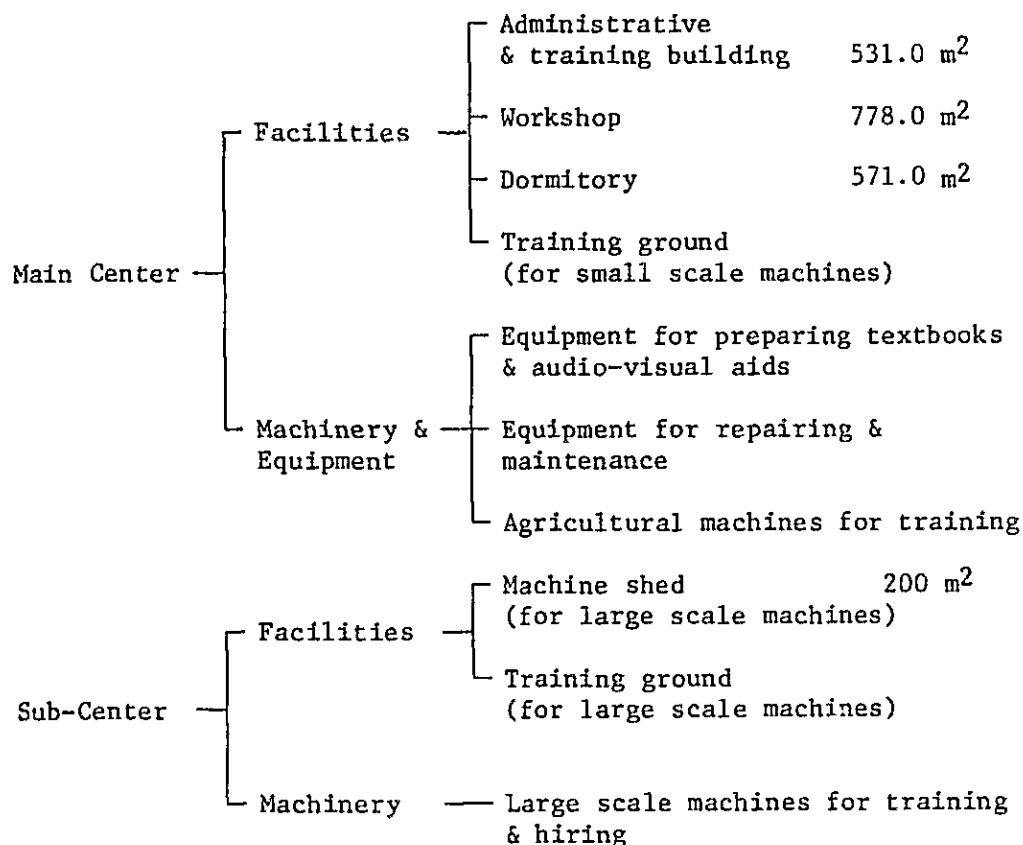 Administrative
& training building 531.0 m2
Workshop 778.0 m2
Facilities
Dormitory 571.0 m2
Training ground
(for small scale machines)
Main Center
Equipment for preparing textbooks
& audio-visual aids
Machinery &
Equipment
Equipment for repairing &
maintenance
Agricultural machines for training
Machine shed 200 m2
(for large scale machines)
Facilities
Training ground
(for large scale machines)
Sub-Center
Machinery
Large scale machines for training
& hiring